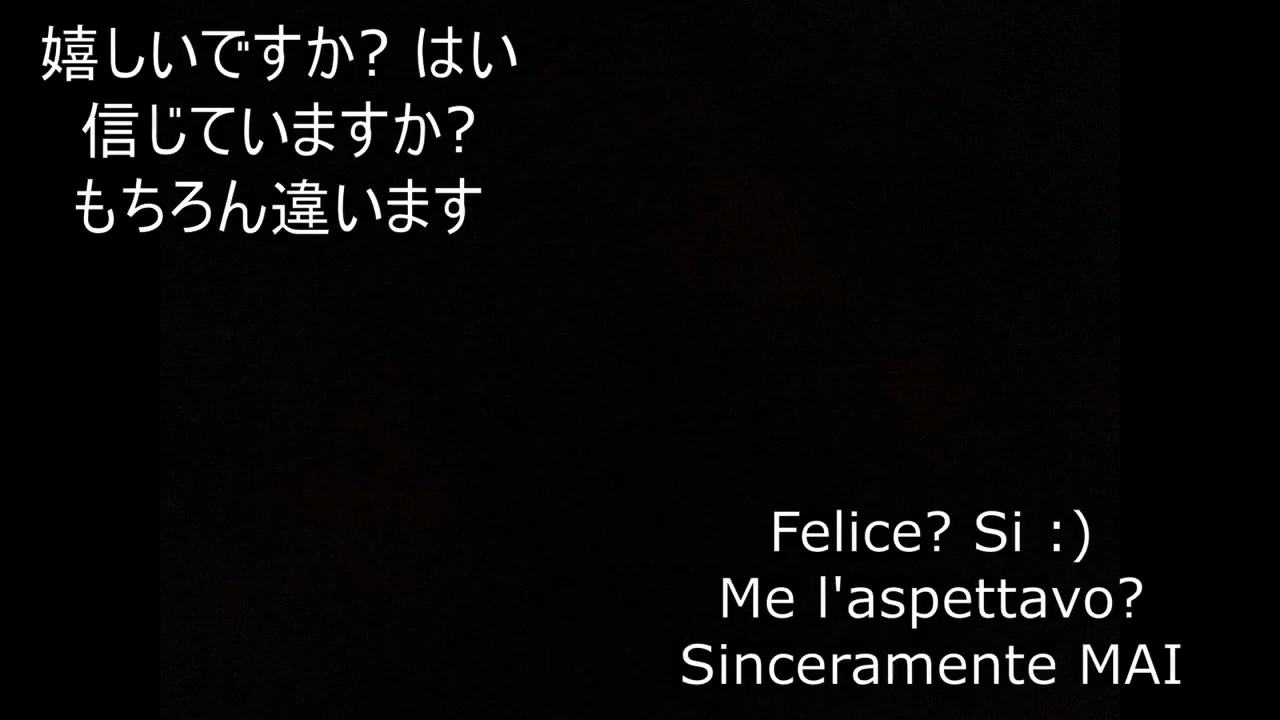 嬉しいですか? はい
信じていますか?
もちろん違います
Felice? Si :)
Me l'aspettavo?
Sinceramente MAI